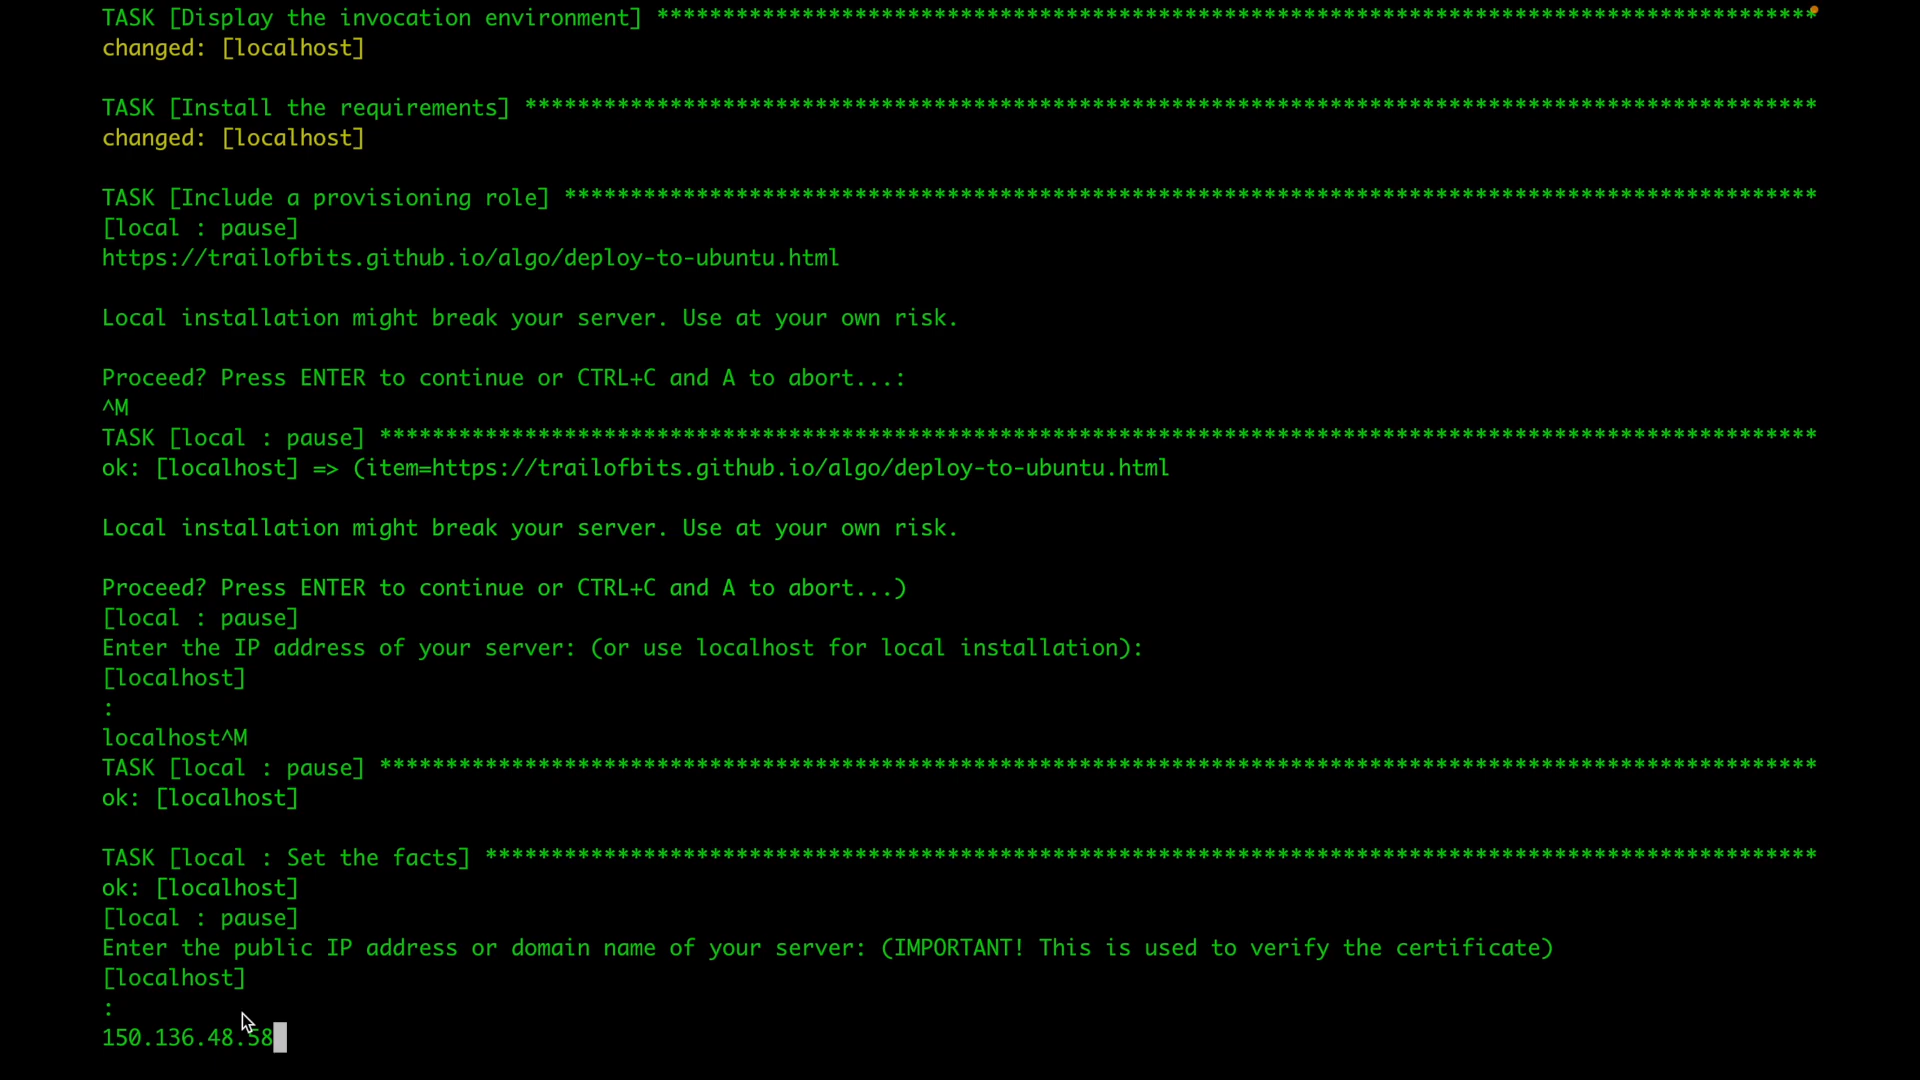 TASK [Display the invocation environment] ****************************************************************************************
changed: [localhost]
TASK [Install the requirements] **************************************************************************************************
changed: [localhost]
TASK [Include a provisioning role] ***********************************************************************************************
[local : pause]
https://trailofbits.github.io/algo/deploy-to-ubuntu.html
Local installation might break your server. Use at your own risk.
Proceed? Press ENTER to continue or CTRL+C and A to abort...:
^M
TASK [local : pause] *************************************************************************************************************
ok: [localhost] => (item=https://trailofbits.github.io/algo/deploy-to-ubuntu.html
Local installation might break your server. Use at your own risk.
Proceed? Press ENTER to continue or CTRL+C and A to abort...)
[local : pause]
Enter the IP address of your server: (or use localhost for local installation):
[localhost]
:
localhost^M
TASK [local : pause] *************************************************************************************************************
ok: [localhost]
TASK [local : Set the facts] *****************************************************************************************************
ok: [localhost]
[local : pause]
Enter the public IP address or domain name of your server: (IMPORTANT! This is used to verify the certificate)
[localhost]
:
150.136.48.58